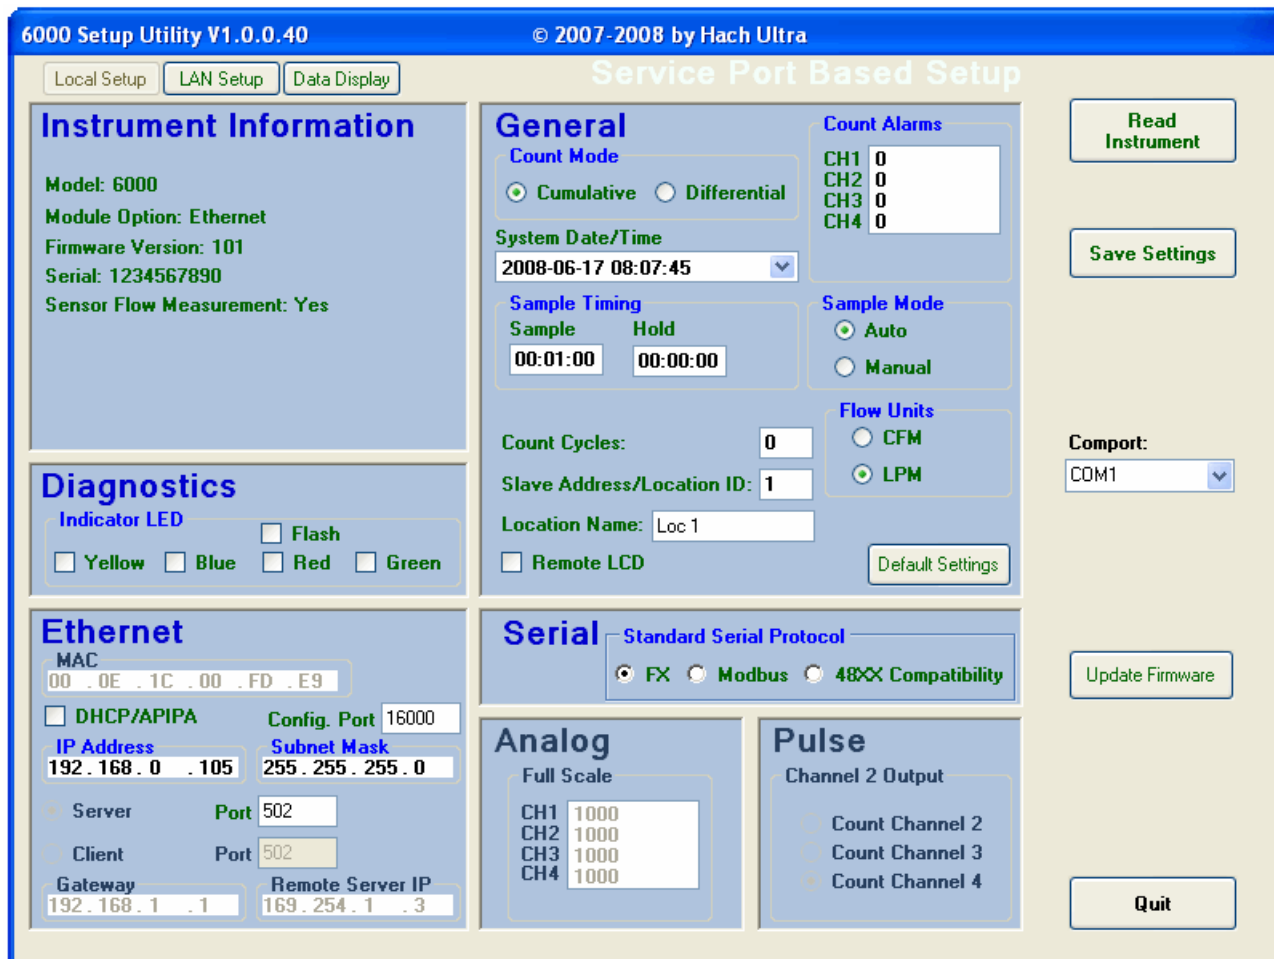 6000 Setup Utility V1.0.0.40 © 2007-2008 by Hach Ultra
Local Setup LAN Setup Data Display
Service Port Based Setup
Instrument Information
Model: 6000
Module Option: Ethernet
Firmware Version: 101
Serial: 1234567890
Sensor Flow Measurement: Yes
Diagnostics
Indicator LED
Flash
Yellow Blue Red Green
Ethernet
MAC
00 . 0E . 1C . 00 . FD . E9
DHCP/APIPA Config. Port 16000
IP Address Subnet Mask
192 . 168 . 0 . 105 255 . 255 . 255 . 0
Server Port 502
Client Port 502
Gateway Remote Server IP
192 . 168 . 1 . 1 169 . 254 . 1 . 3
General
Count Mode
Cumulative Differential
System Date/Time
2008-06-17 08:07:45
Sample Timing
Sample Hold
00:01:00 00:00:00
Count Alarms
CH1 0
CH2 0
CH3 0
CH4 0
Sample Mode
Auto
Manual
Flow Units
CFM
LPM
Count Cycles: 0
Slave Address/Location ID: 1
Location Name: Loc 1
Remote LCD
Default Settings
Serial
Standard Serial Protocol
FX Modbus 48XX Compatibility
Analog
Full Scale
CH1 1000
CH2 1000
CH3 1000
CH4 1000
Pulse
Channel 2 Output
Count Channel 2
Count Channel 3
Count Channel 4
Read
Instrument
Save Settings
Comport:
COM1
Update Firmware
Quit